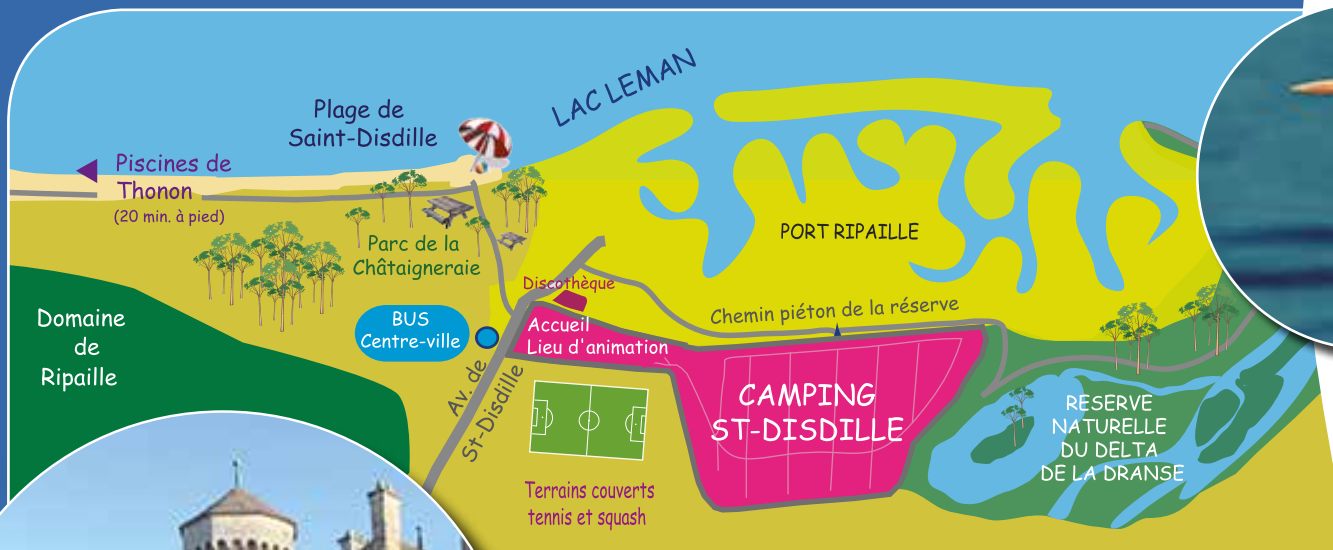 LAC LEMAN
Plage de
Saint-Disdille
Piscines de
Thonon
(20 min. à pied)
Parc de la
Châtaigneraie
PORT RIPAILLE
Discothèque
Chemin piéton de la réserve
Domaine
de
Ripaille
BUS
Centre-ville
Accueil
Lieu d'animation
Av. de
St-Disdille
CAMPING
ST-DISDILLE
RESERVE
NATURELLE
DU DELTA
DE LA DRANSE
Terrains couverts
tennis et squash